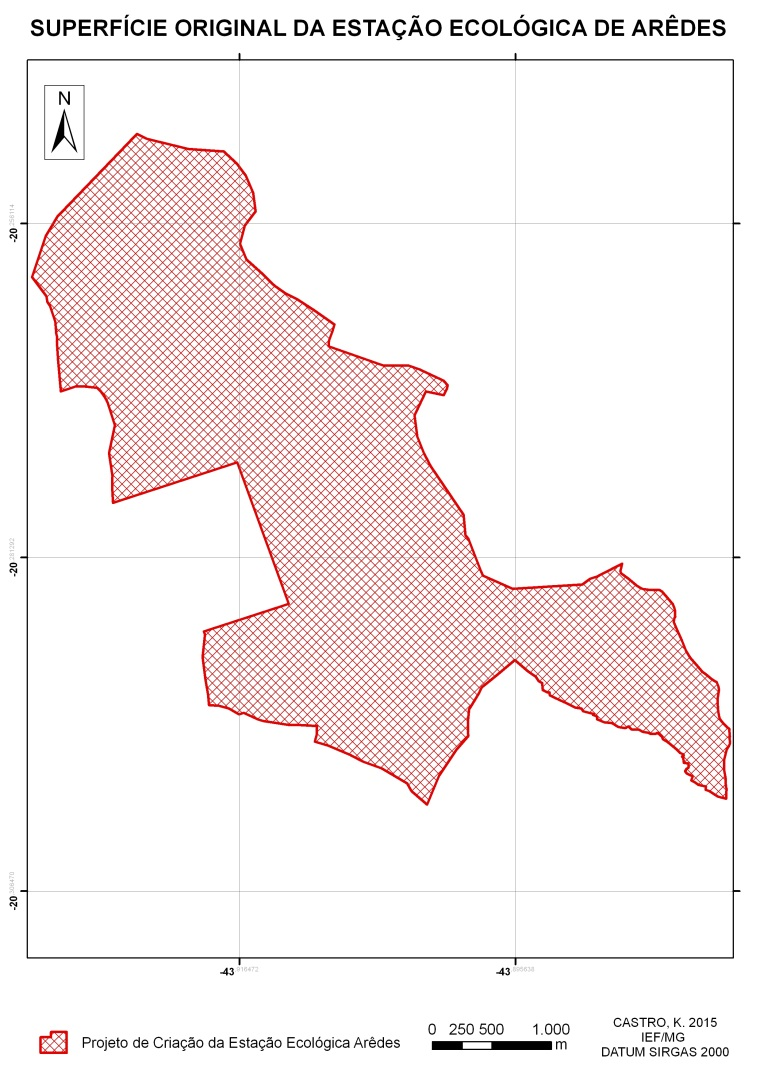 SUPERFÍCIE ORIGINAL DA ESTAÇÃO ECOLÓGICA DE ARÊDES
N
-20
-20
-20
-43 916472
-43
Projeto de Criação da Estação Ecológica Arêdes
0 250 500 1.000
m
CASTRO, K. 2015
IEF/MG
DATUM SIRGAS 2000